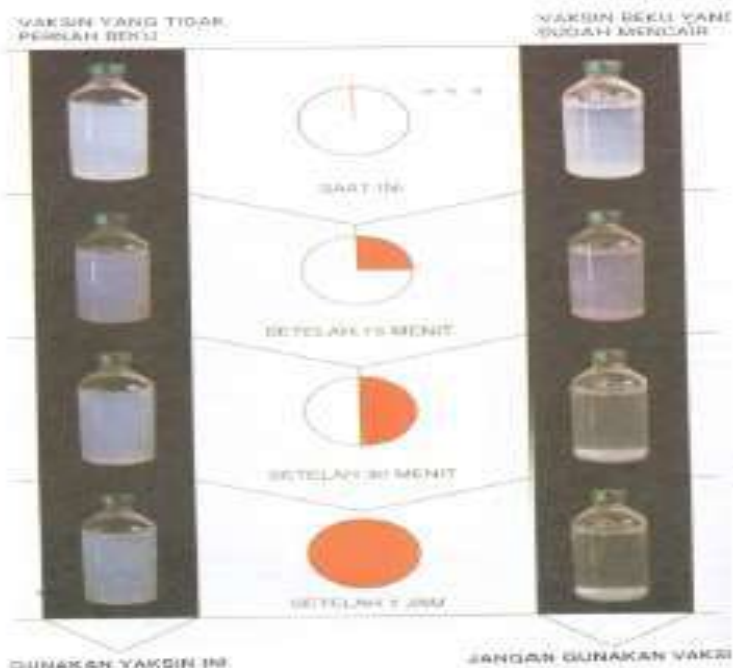 VAKSIN YANG TIDAK
PERNAH BEKU
VAKSIN BEKU YANG
SUDAH MENCAIR
SAAT INI
SETELAH 15 MENIT
SETELAH 30 MENIT
SETELAH 1 JAM
GUNAKAN VAKSIN INI
JANGAN GUNAKAN VAKSI